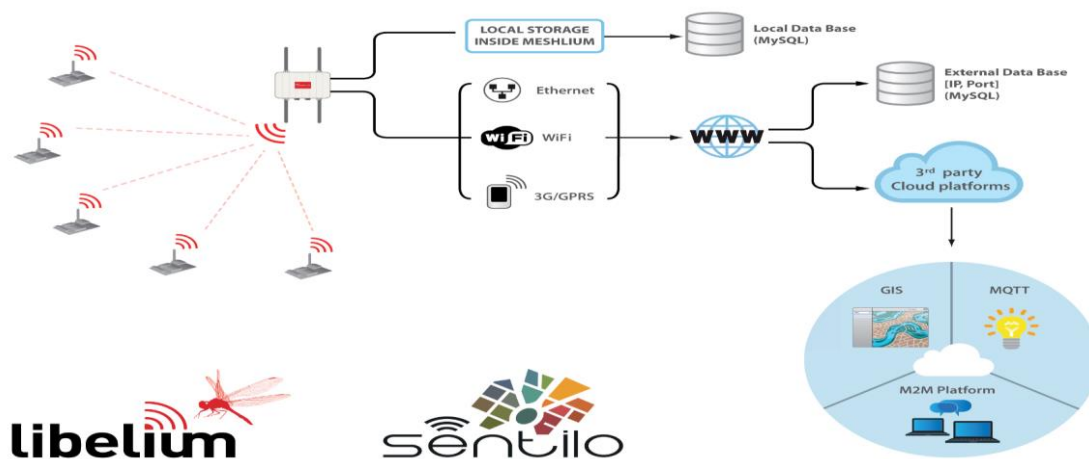 LOCAL STORAGE
INSIDE MESHLIUM
Local Data Base
(MySQL)
Ethernet
WiFi
WiFi
3G/GPRS
WWW
External Data Base
[IP, Port]
(MySQL)
3rd party
Cloud platforms
GIS
MQTT
M2M Platform
libelium
sentilo